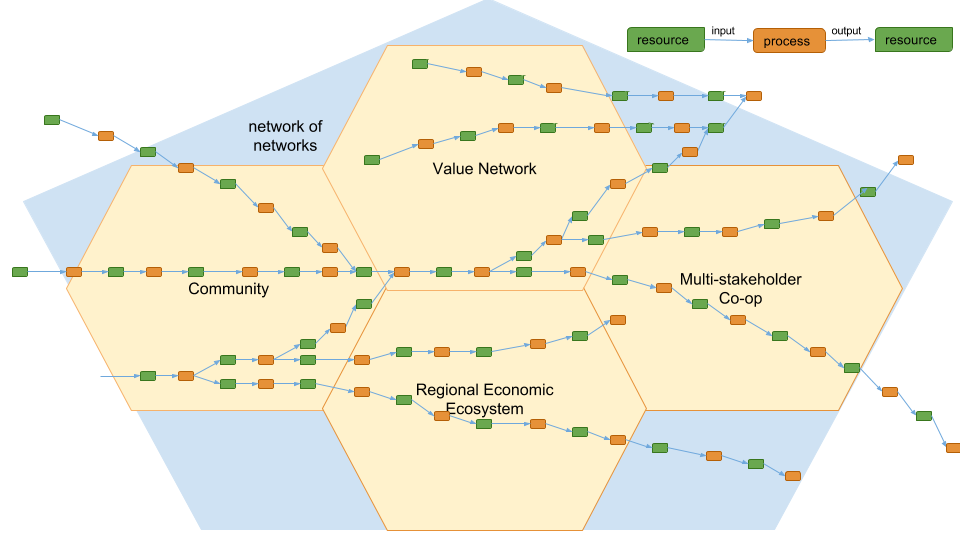 resource
input
process
output
resource
network of
networks
Value Network
Community
Multi-stakeholder
Co-op
Regional Economic
Ecosystem